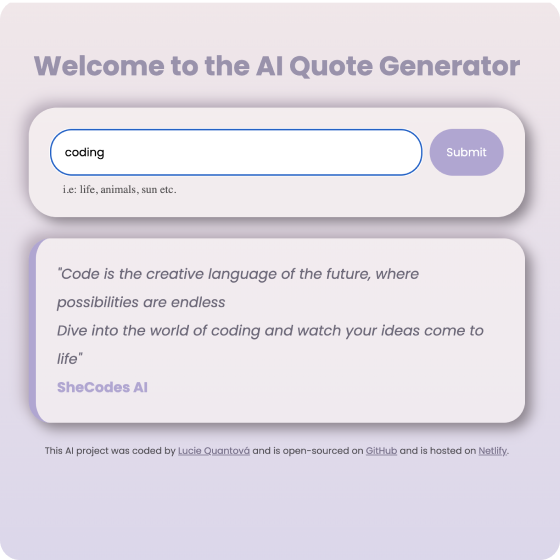 Welcome to the AI Quote Generator
coding
Submit
i.e: life, animals, sun etc.
"Code is the creative language of the future, where
possibilities are endless
Dive into the world of coding and watch your ideas come to
life"
SheCodes AI
This AI project was coded by Lucie Quantová and is open-sourced on GitHub and is hosted on Netlify.